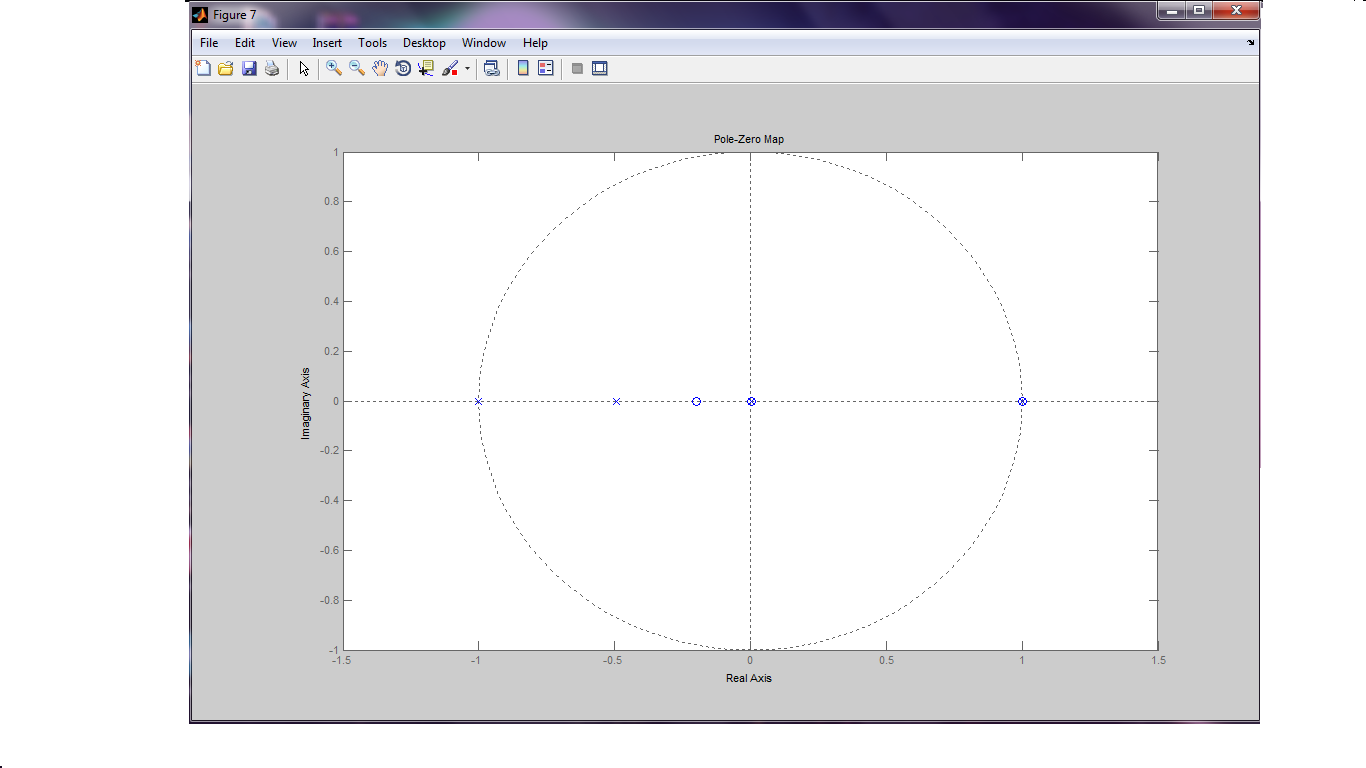 Figure 7
File Edit View Insert Tools Desktop Window Help
Pole-Zero Map
1
0.8
0.6
0.4
0.2
0
-0.2
-0.4
-0.6
-0.8
-1
Imaginary Axis
-1.5 -1 -0.5 0 0.5 1 1.5
Real Axis